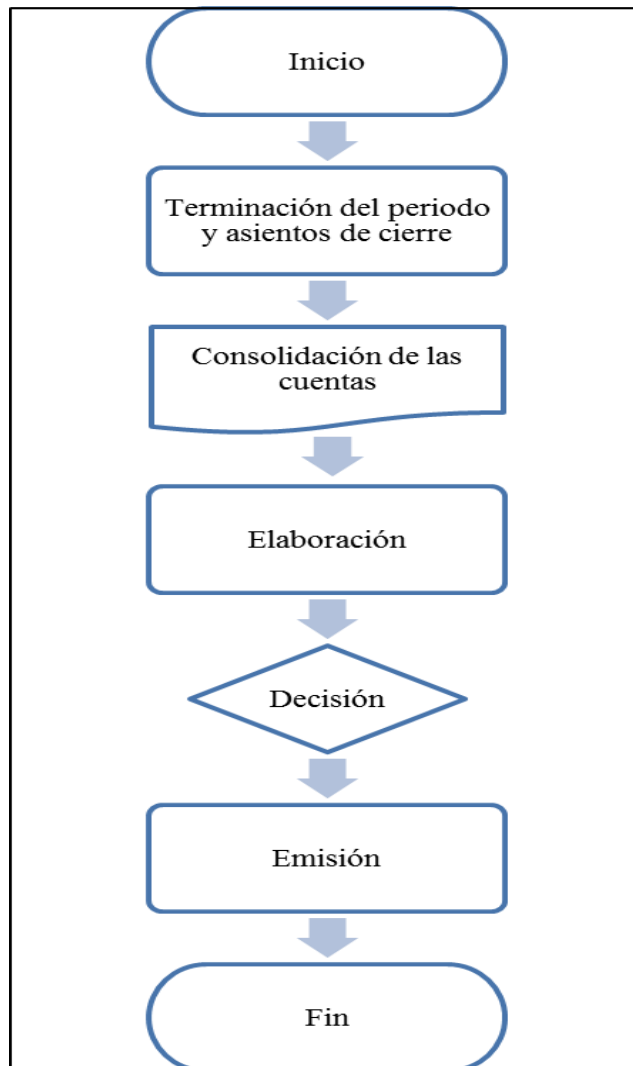 Inicio
Terminación del periodo
y asientos de cierre
Consolidación de las
cuentas
Elaboración
Decisión
Emisión
Fin